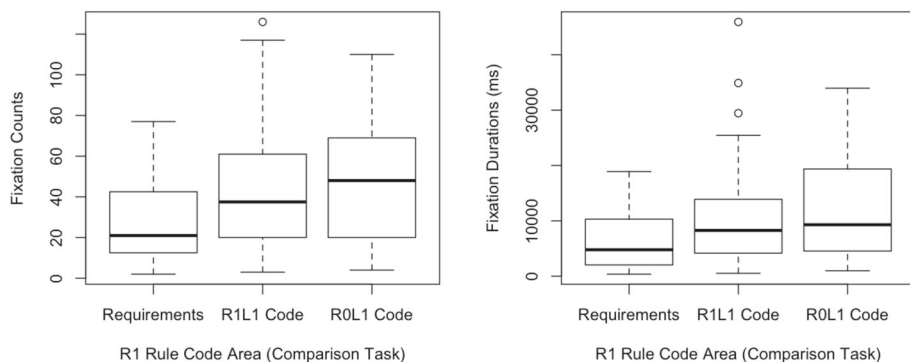 Fixation Counts
0
20
40
60
80
100
Requirements R1L1 Code R0L1 Code
R1 Rule Code Area (Comparison Task)
Fixation Durations (ms)
0
10000
30000
Requirements R1L1 Code R0L1 Code
R1 Rule Code Area (Comparison Task)